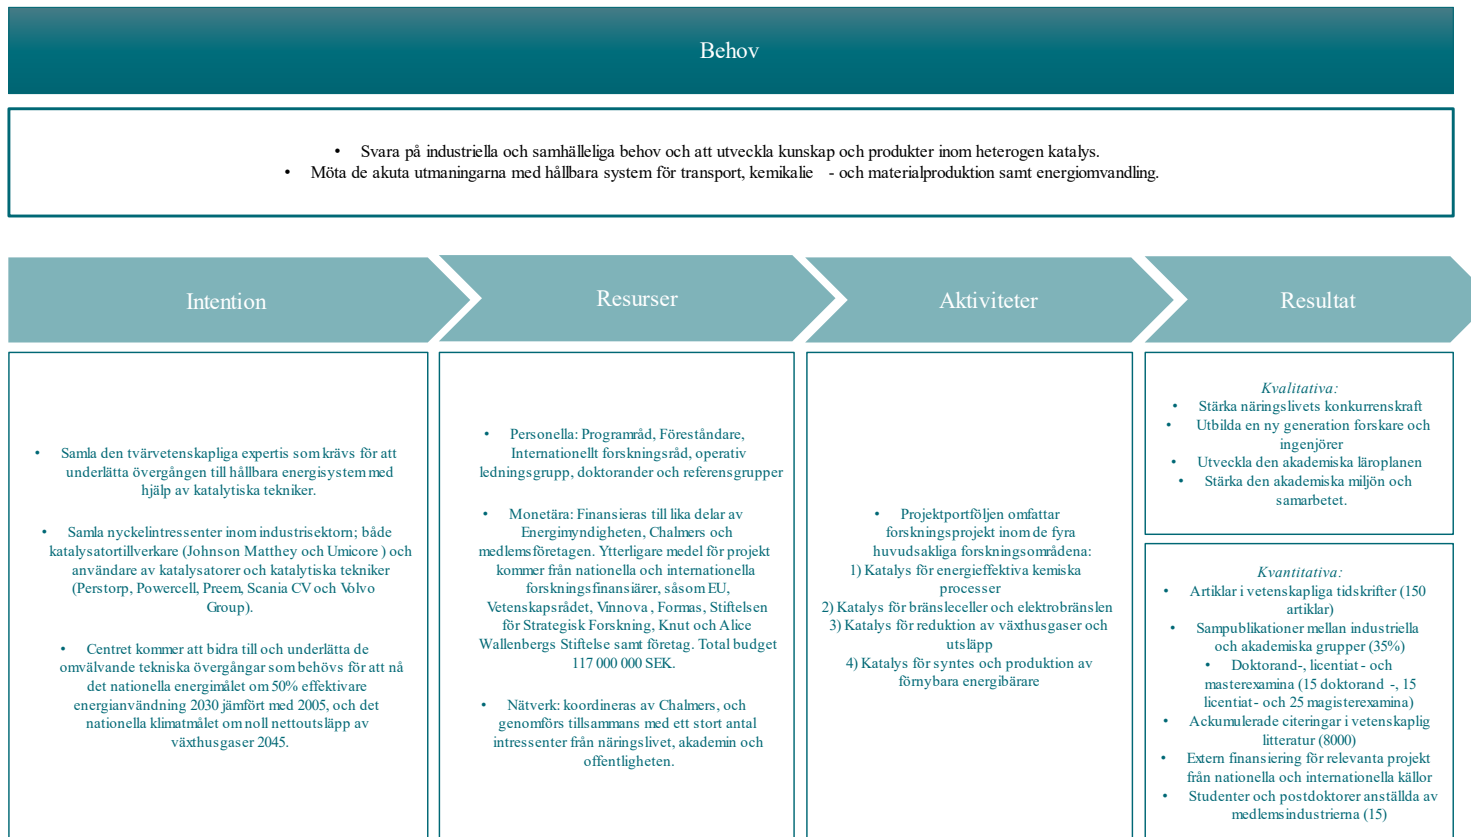 Behov
• Svara på industriella och samhälleliga behov och att utveckla kunskap och produkter inom heterogen katalys.
• Möta de akuta utmaningarna med hållbara system för transport, kemikalie - och materialproduktion samt energiomvandling.
Intention
Resurser
Aktiviteter
Resultat
• Samla den tvärvetenskapliga expertis som krävs för att
underlätta övergången till hållbara energisystem med
hjälp av katalytiska tekniker.
• Samla nyckelintressenter inom industrisektorn; både
katalysatortillverkare (Johnson Matthey och Umicore ) och
användare av katalysatorer och katalytiska tekniker
(Perstorp, Powercell, Preem, Scania CV och Volvo
Group).
• Centret kommer att bidra till och underlätta de
omvälvande tekniska övergångar som behövs för att nå
det nationella energimålet om 50% effektivare
energianvändning 2030 jämfört med 2005, och det
nationella klimatmålet om noll nettoutsläpp av
växthusgaser 2045.
• Personella: Programråd, Föreståndare,
Internationellt forskningsråd, operativ
ledningsgrupp, doktorander och referensgrupper
• Monetära: Finansieras till lika delar av
Energimyndigheten, Chalmers och
medlemsföretagen. Ytterligare medel för projekt
kommer från nationella och internationella
forskningsfinansiärer, såsom EU,
Vetenskapsrådet, Vinnova , Formas, Stiftelsen
för Strategisk Forskning, Knut och Alice
Wallenbergs Stiftelse samt företag. Total budget
117 000 000 SEK.
• Nätverk: koordineras av Chalmers, och
genomförs tillsammans med ett stort antal
intressenter från näringslivet, akademin och
offentligheten.
• Projektportföljen omfattar
forskningsprojekt inom de fyra
huvudsakliga forskningsområdena:
1) Katalys för energieffektiva kemiska
processer
2) Katalys för bränsleceller och elektrobränslen
3) Katalys för reduktion av växthusgaser och
utsläpp
4) Katalys för syntes och produktion av
förnybara energibärare
Kvalitativa:
• Stärka näringslivets konkurrenskraft
• Utbilda en ny generation forskare och
ingenjörer
• Utveckla den akademiska läroplanen
• Stärka den akademiska miljön och
samarbetet.
Kvantitativa:
• Artiklar i vetenskapliga tidskrifter (150
artiklar)
• Sampublikationer mellan industriella
och akademiska grupper (35%)
• Doktorand-, licentiat - och
masterexamina (15 doktorand -, 15
licentiat- och 25 magisterexamina)
• Ackumulerade citeringar i vetenskaplig
litteratur (8000)
• Extern finansiering för relevanta projekt
från nationella och internationella källor
• Studenter och postdoktorer anställda av
medlemsindustrierna (15)